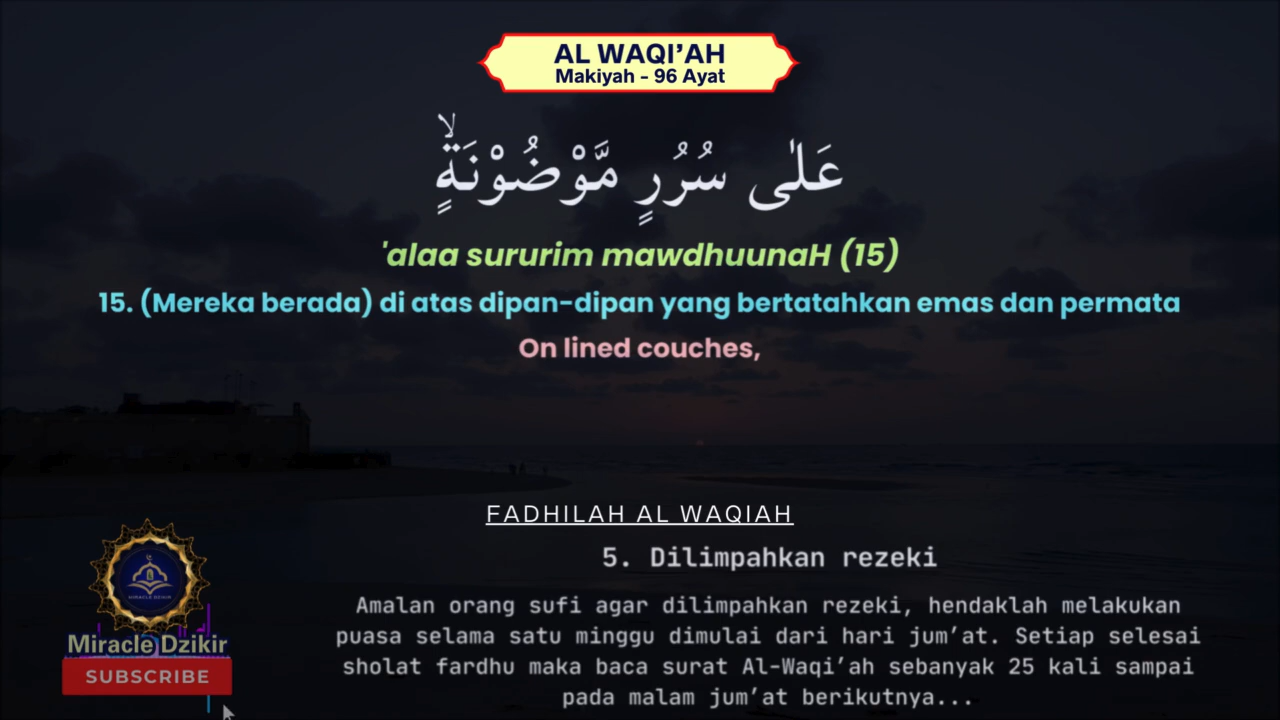 AL WAQI’AH
Makiyah - 96 Ayat
عَلٰى سُرُرٍ مَّوْضُوْنَةٍۙ
'alaa sururim mawdhuunaH (15)
15. (Mereka berada) di atas dipan-dipan yang bertatahkan emas dan permata
On lined couches,
FADHILAH AL WAQIAH
5. Dilimpahkan rezeki
Amalan orang sufi agar dilimpahkan rezeki, hendaklah melakukan
puasa selama satu minggu dimulai dari hari jum’at. Setiap selesai
sholat fardhu maka baca surat Al-Waqi’ah sebanyak 25 kali sampai
pada malam jum’at berikutnya...
MIRACLE DZIKIR
Miracle Dzikir
SUBSCRIBE